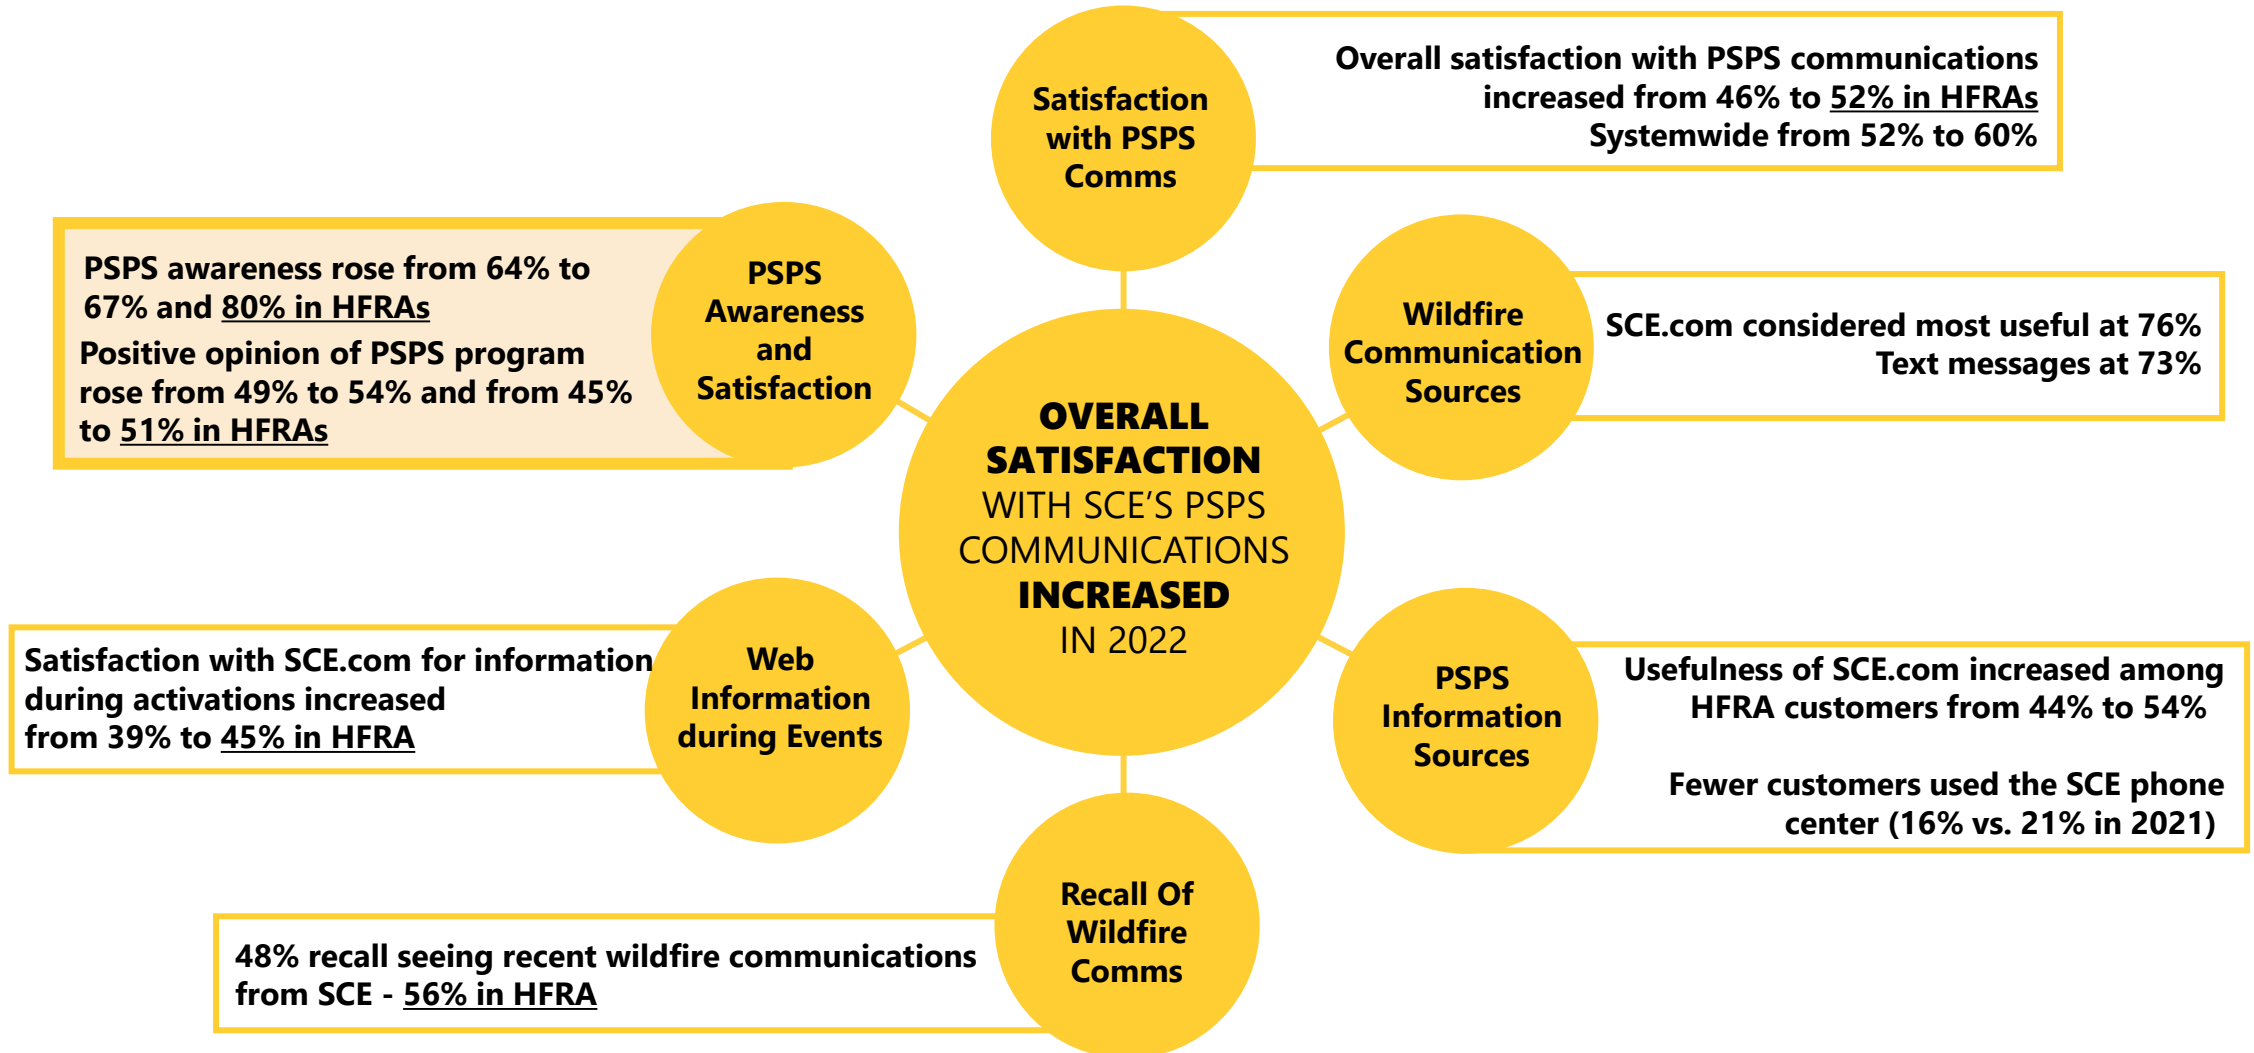 Satisfaction
with PSPS
Comms
Overall satisfaction with PSPS communications
increased from 46% to 52% in HFRAs
Systemwide from 52% to 60%
PSPS awareness rose from 64% to
67% and 80% in HFRAs
Positive opinion of PSPS program
rose from 49% to 54% and from 45%
to 51% in HFRAs
PSPS
Awareness
and
Satisfaction
Wildfire
Communication
Sources
SCE.com considered most useful at 76%
Text messages at 73%
OVERALL
SATISFACTION
WITH SCE’S PSPS
COMMUNICATIONS
INCREASED
IN 2022
Satisfaction with SCE.com for information
during activations increased
from 39% to 45% in HFRA
Web
Information
during Events
PSPS
Information
Sources
Usefulness of SCE.com increased among
HFRA customers from 44% to 54%
Fewer customers used the SCE phone
center (16% vs. 21% in 2021)
48% recall seeing recent wildfire communications
from SCE - 56% in HFRA
Recall Of
Wildfire
Comms